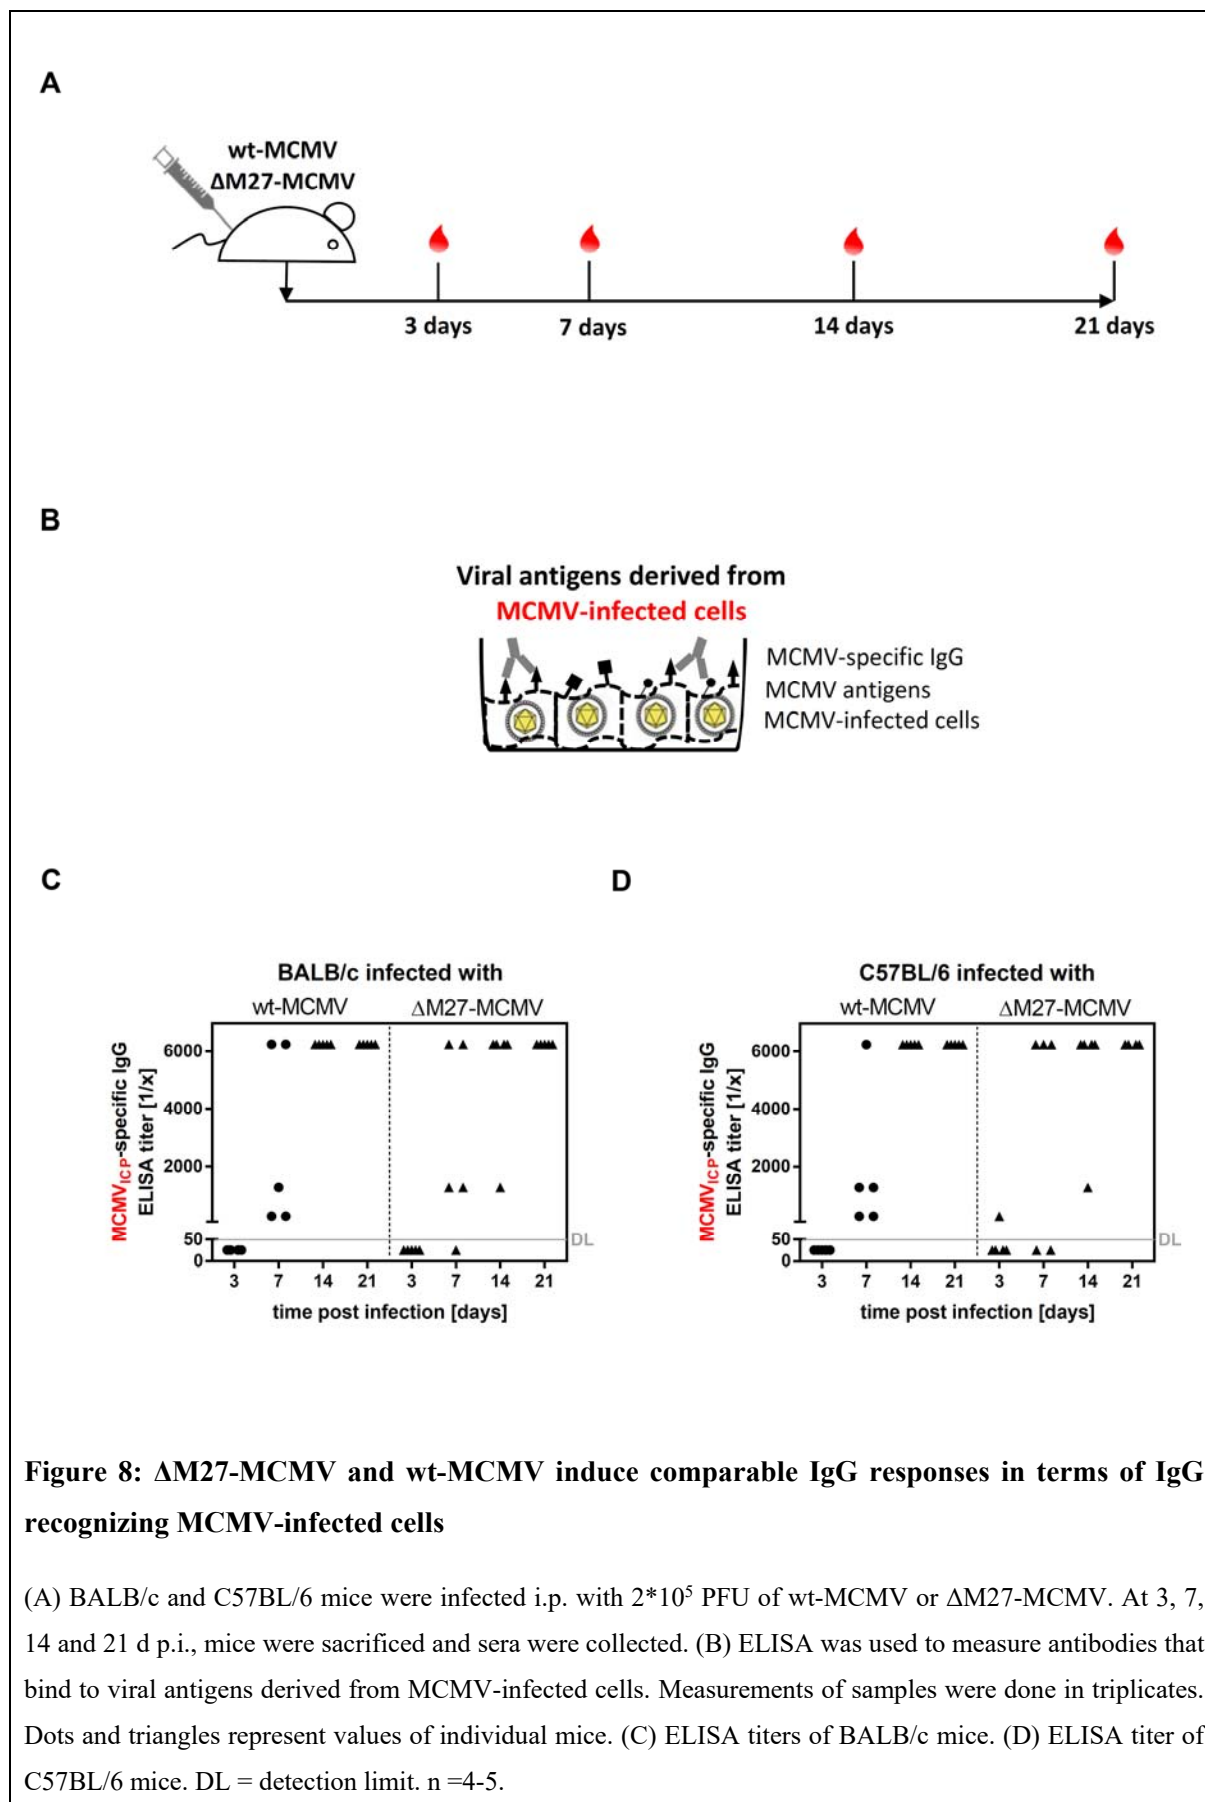 A
wt-MCMV
ΔM27-MCMV
3 days
7 days
14 days
21 days
B
Viral antigens derived from
MCMV-infected cells
MCMV-specific IgG
MCMV antigens
MCMV-infected cells
C
BALB/c infected with
wt-MCMV
ΔM27-MCMV
MCMVICP-specific IgG
ELISA titer [1/x]
6000
4000
2000
50
0
DL
3 7 14 21 3 7 14 21
time post infection [days]
D
C57BL/6 infected with
wt-MCMV
ΔM27-MCMV
MCMVICP-specific IgG
ELISA titer [1/x]
6000
4000
2000
50
0
DL
3 7 14 21 3 7 14 21
time post infection [days]
Figure 8: ΔM27-MCMV and wt-MCMV induce comparable IgG responses in terms of IgG
recognizing MCMV-infected cells
(A) BALB/c and C57BL/6 mice were infected i.p. with 2*10⁵ PFU of wt-MCMV or ΔM27-MCMV. At 3, 7,
14 and 21 d p.i., mice were sacrificed and sera were collected. (B) ELISA was used to measure antibodies that
bind to viral antigens derived from MCMV-infected cells. Measurements of samples were done in triplicates.
Dots and triangles represent values of individual mice. (C) ELISA titers of BALB/c mice. (D) ELISA titer of
C57BL/6 mice. DL = detection limit. n =4-5.